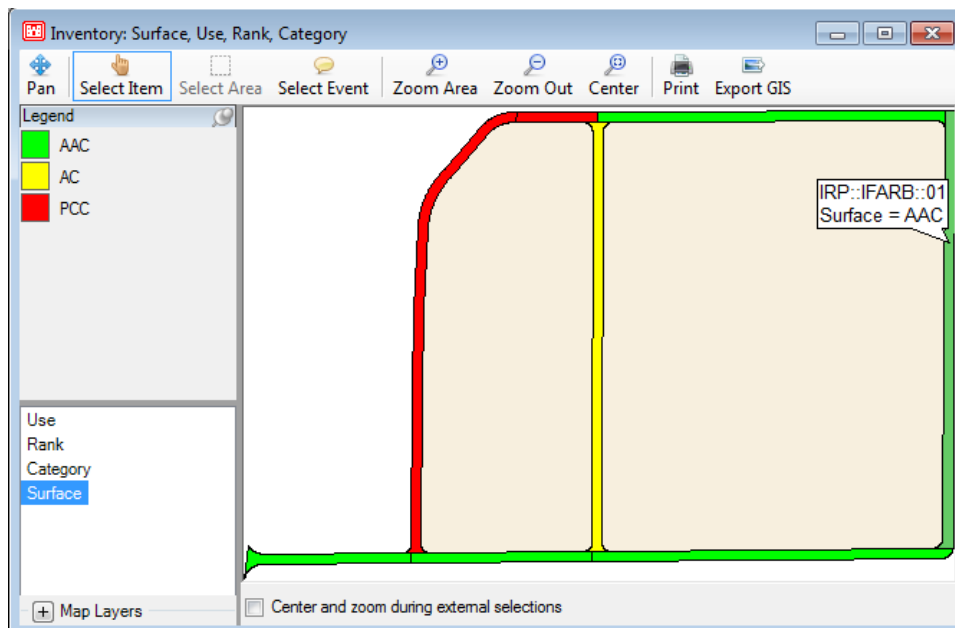 Inventory: Surface, Use, Rank, Category
Pan Select Item Select Area Select Event Zoom Area Zoom Out Center Print Export GIS
Legend
AAC
AC
PCC
IRP::IFARB::01
Surface = AAC
Use
Rank
Category
Surface
+ Map Layers
Center and zoom during external selections